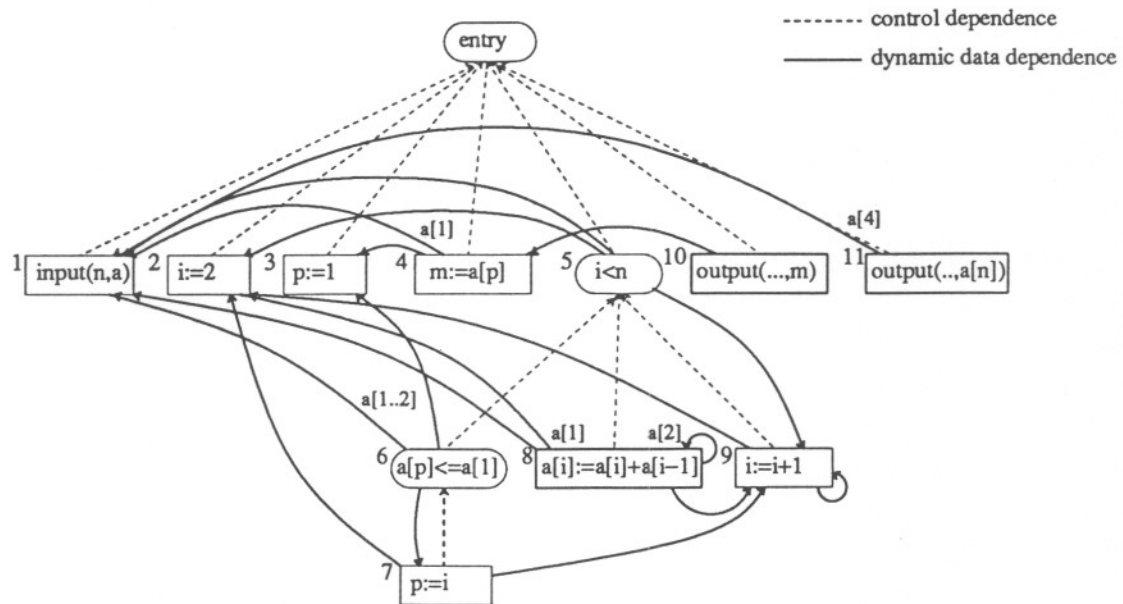 control dependence
entry
dynamic data dependence
a[4]
a[1]
1 input(n,a)
2 i:=2
3 p:=1
4 m:=a[p]
5 i<n
10 output(...,m)
11 output(..,a[n])
a[1..2]
a[1]
a[2]
6 a[p]<=a[1]
8 a[i]:=a[i]+a[i−1]
9 i:=i+1
7 p:=i